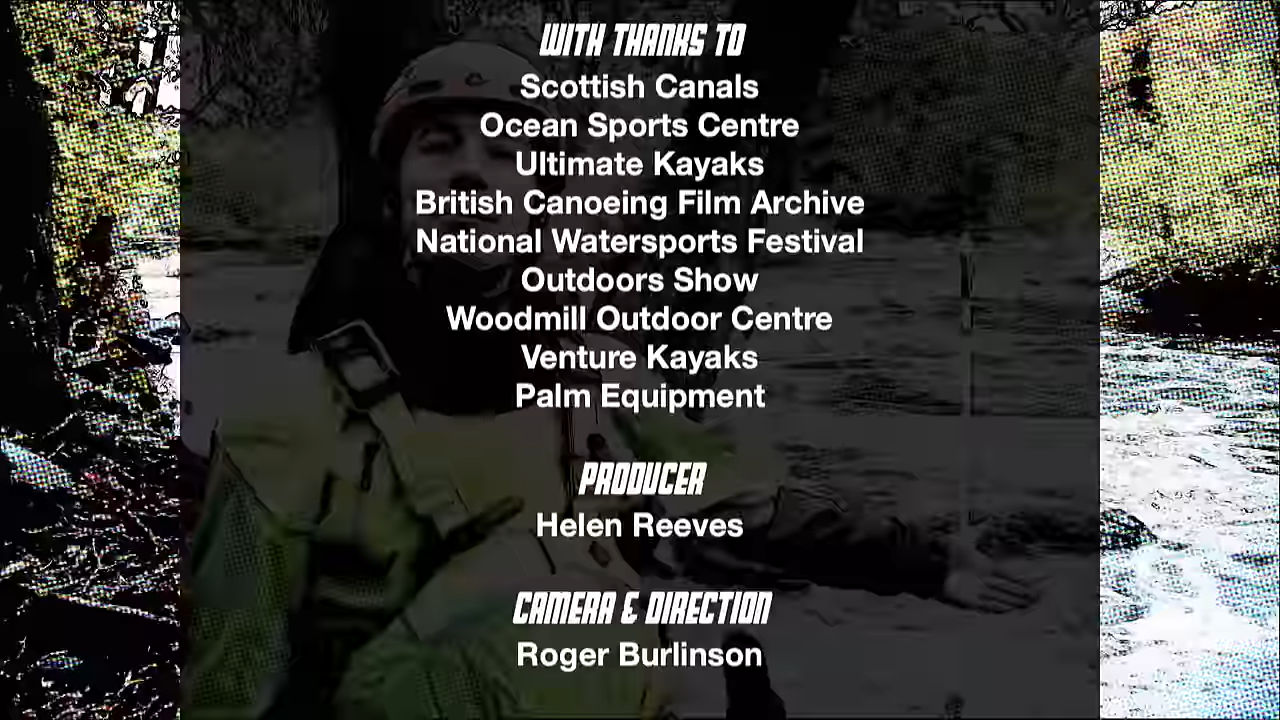 WITH THANKS TO
Scottish Canals
Ocean Sports Centre
Ultimate Kayaks
British Canoeing Film Archive
National Watersports Festival
Outdoors Show
Woodmill Outdoor Centre
Venture Kayaks
Palm Equipment
PRODUCER
Helen Reeves
CAMERA & DIRECTION
Roger Burlinson